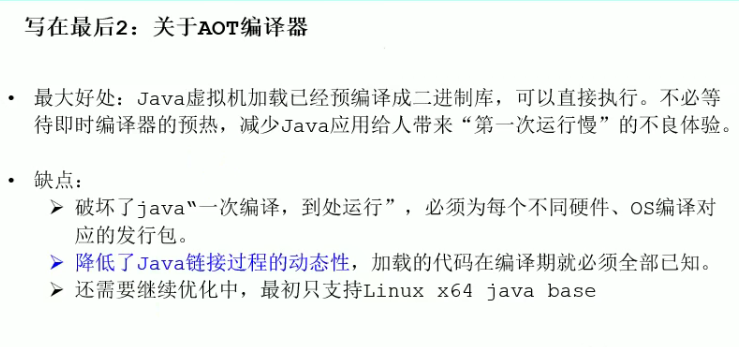 写在最后2：关于AOT编译器
• 最大好处：Java虚拟机加载已经预编译成二进制库，可以直接执行。不必等
待即时编译器的预热，减少Java应用给人带来“第一次运行慢”的不良体验。
• 缺点：
➢ 破坏了java“一次编译，到处运行”，必须为每个不同硬件、OS编译对
应的发行包。
➢ 降低了Java链接过程的动态性，加载的代码在编译期就必须全部已知。
➢ 还需要继续优化中，最初只支持Linux x64 java base